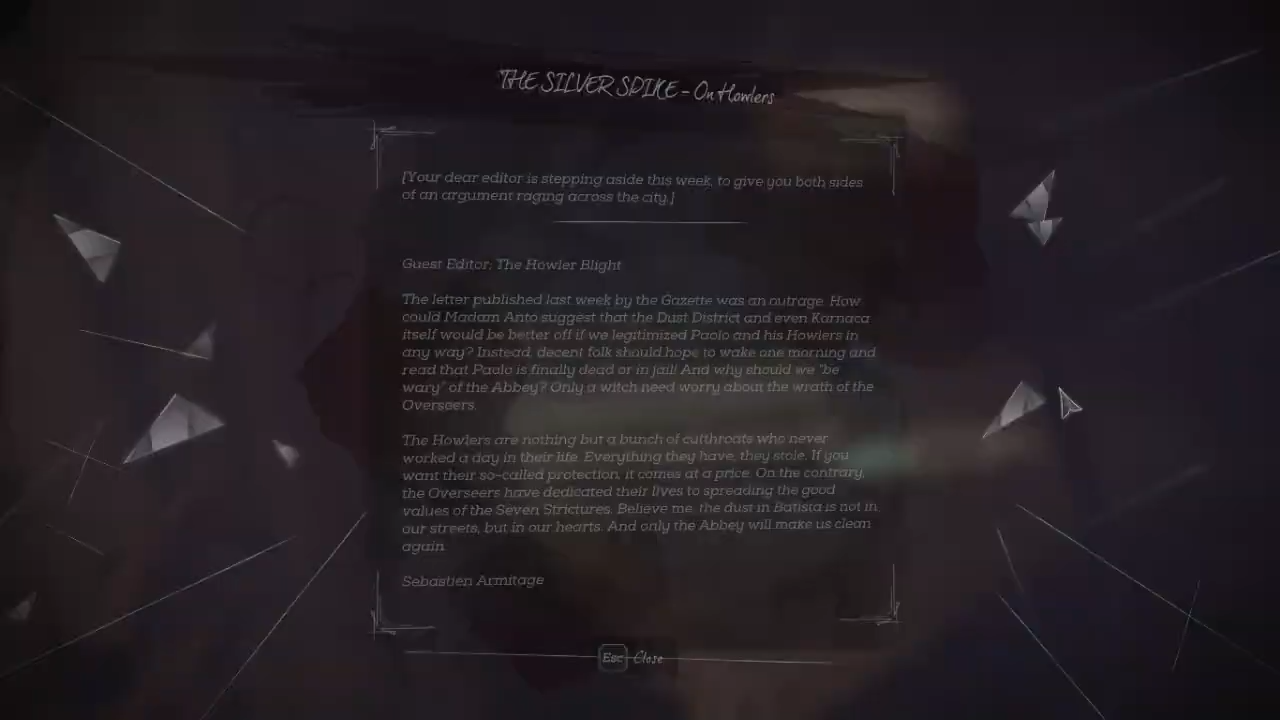 THE SILVER SPIKE - On Howlers
[Your dear editor is stepping aside this week, to give you both sides
of an argument raging across the city.]
Guest Editor: The Howler Blight
The letter published last week by the Gazette was an outrage. How
could Madam Anto suggest that the Dust District and even Karnaca
itself would be better off if we legitimized Paolo and his Howlers in
any way? Instead, decent folk should hope to wake one morning and
read that Paolo is finally dead or in jail! And why should we "be
wary" of the Abbey? Only a witch need worry about the wrath of the
Overseers.
The Howlers are nothing but a bunch of cutthroats who never
worked a day in their life. Everything they have, they stole. If you
want their so-called protection, it comes at a price. On the contrary,
the Overseers have dedicated their lives to spreading the good
values of the Seven Strictures. Believe me, the dust in Batista is not in
our streets, but in our hearts. And only the Abbey will make us clean
again.
Sebastien Armitage
Esc Close